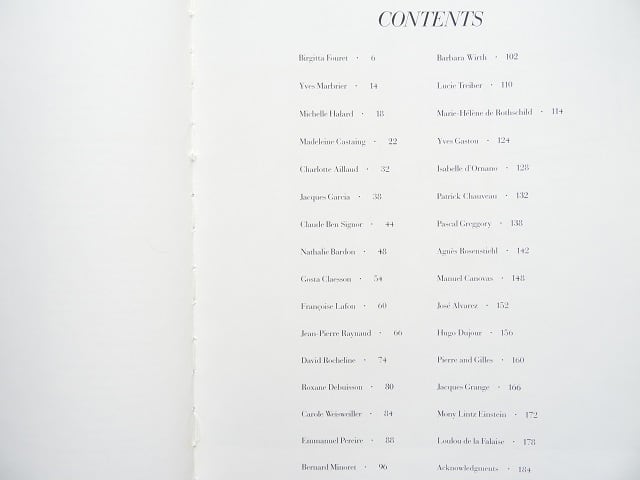 CONTENTS
Birgitta Fouret · 6
Yves Marbrier · 14
Michelle Halard · 18
Madeleine Castaing · 22
Charlotte Aillaud · 32
Jacques Garcia · 38
Claude Ben Signor · 44
Nathalie Bardon · 48
Gosta Claesson · 54
Françoise Lafon · 60
Jean-Pierre Raynaud · 66
David Rocheline · 74
Roxane Debuisson · 80
Carole Weisweiller · 84
Emmanuel Pereire · 88
Bernard Minoret · 96
Barbara Wirth · 102
Lucie Treiber · 110
Marie-Hélène de Rothschild · 114
Yves Gastou · 124
Isabelle d'Ornano · 128
Patrick Chauveau · 132
Pascal Greggory · 138
Agnès Rosenstiehl · 142
Manuel Canovas · 148
José Alvarez · 152
Hugo Dujour · 156
Pierre and Gilles · 160
Jacques Grange · 166
Mony Lintz Einstein · 172
Loulou de la Falaise · 178
Acknowledgments · 184